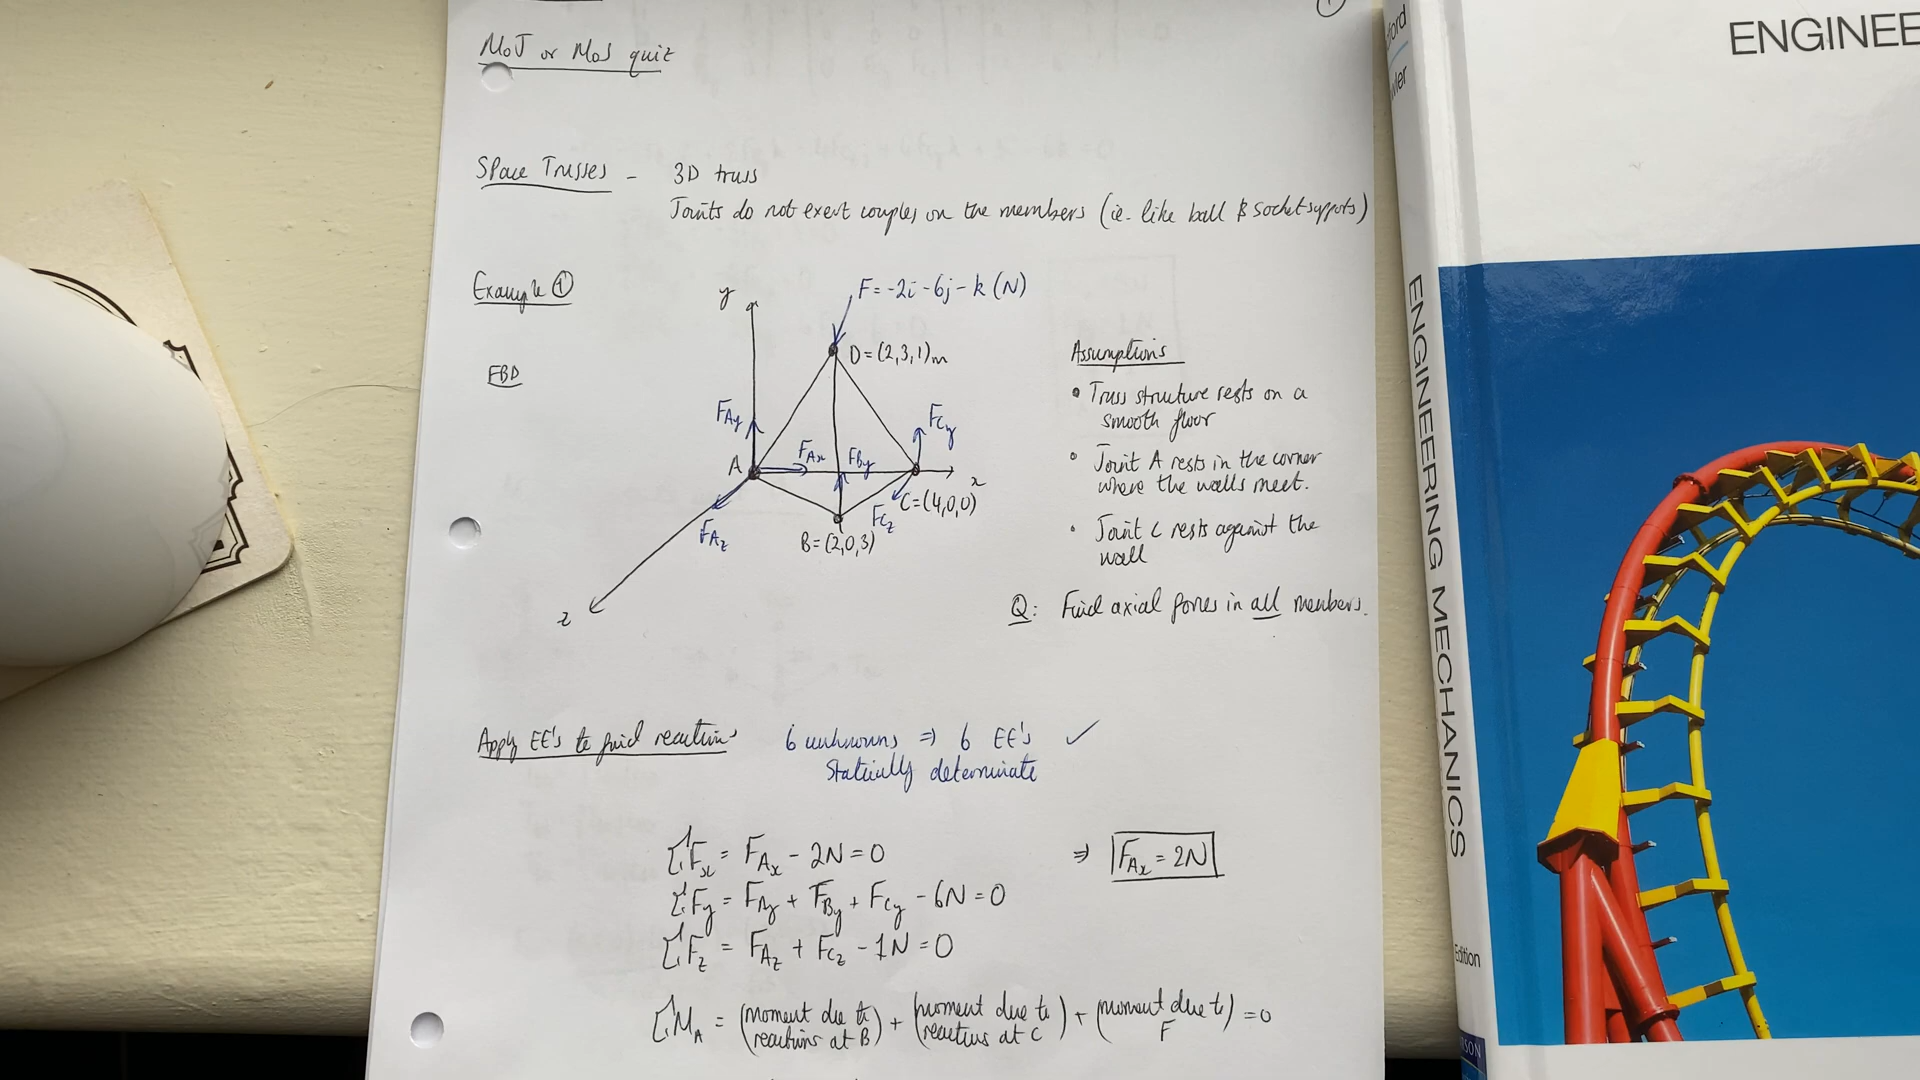 MoJ or MoS quiz
Space Trusses - 3D truss
Joints do not exert couples on the members (ie. like ball & socket supports)
Example ①
FBD
y
F = -2i - 6j - k (N)
D = (2,3,1)m
FAy
FCy
A
FAx
FBy
x
C = (4,0,0)
FCz
FAz
B = (2,0,3)
z
Assumptions
• Truss structure rests on a
smooth floor
• Joint A rests in the corner
where the walls meet.
• Joint C rests against the
wall
Q: Find axial forces in all members.
Apply EE's to find reactions
6 unknowns ⇒ 6 EE's ✓
Statically determinate
ΣFx = FAx - 2N = 0 ⇒ FAx = 2N
ΣFy = FAy + FBy + FCy - 6N = 0
ΣFz = FAz + FCz - 1N = 0
ΣMA = (moment due to reactions at B) + (moment due to reactions at C) + (moment due to F) = 0
ENGINEE
ford
wler
ENGINEERING MECHANICS
Edition
RSON